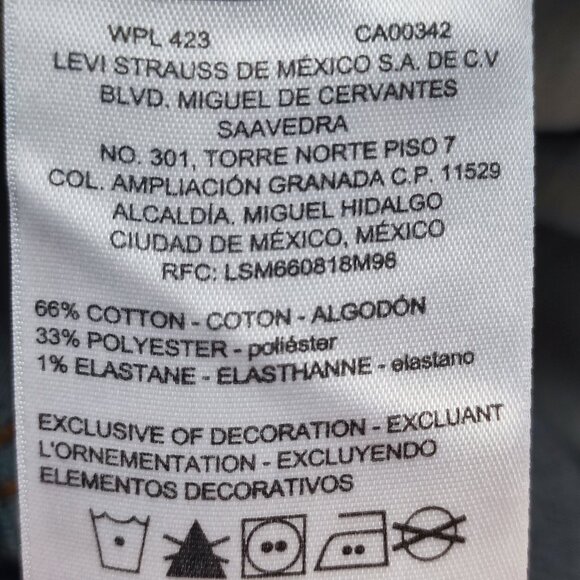 WPL 423 CA00342
LEVI STRAUSS DE MÉXICO S.A. DE C.V
BLVD. MIGUEL DE CERVANTES
SAAVEDRA
NO. 301, TORRE NORTE PISO 7
COL. AMPLIACIÓN GRANADA C.P. 11529
ALCALDÍA. MIGUEL HIDALGO
CIUDAD DE MÉXICO, MÉXICO
RFC: LSM660818M98
66% COTTON - COTON - ALGODÓN
33% POLYESTER - poliéster
1% ELASTANE - ELASTHANNE - elastano
EXCLUSIVE OF DECORATION - EXCLUANT
L'ORNEMENTATION - EXCLUYENDO
ELEMENTOS DECORATIVOS